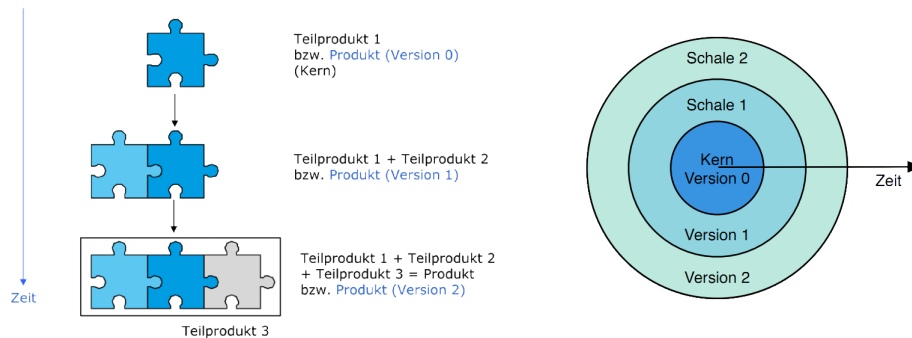 Teilprodukt 1
bzw. Produkt (Version 0)
(Kern)
Teilprodukt 1 + Teilprodukt 2
bzw. Produkt (Version 1)
Teilprodukt 1 + Teilprodukt 2
+ Teilprodukt 3 = Produkt
bzw. Produkt (Version 2)
Zeit
Teilprodukt 3
Schale 2
Schale 1
Kern
Version 0
Zeit
Version 1
Version 2